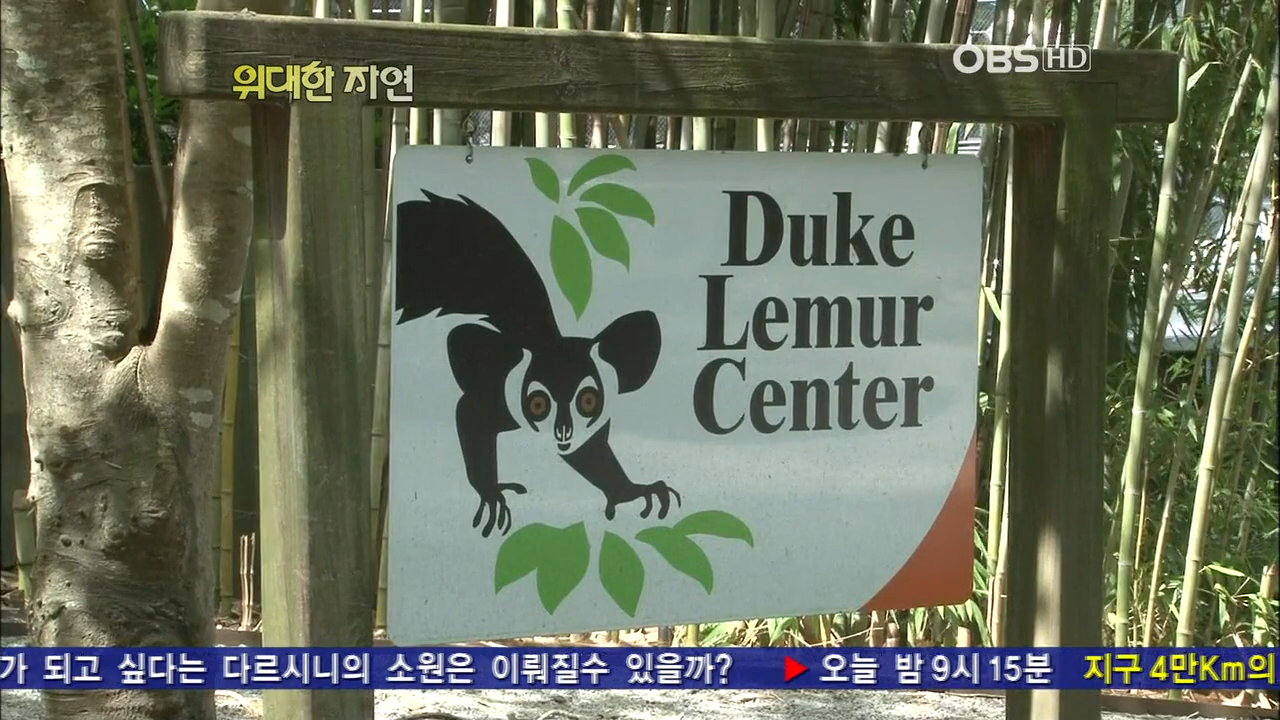 위대한 자연
OBS HD
Duke
Lemur
Center
가 되고 싶다는 다르시니의 소원은 이뤄질수 있을까? ▶ 오늘 밤 9시 15분 지구 4만Km의